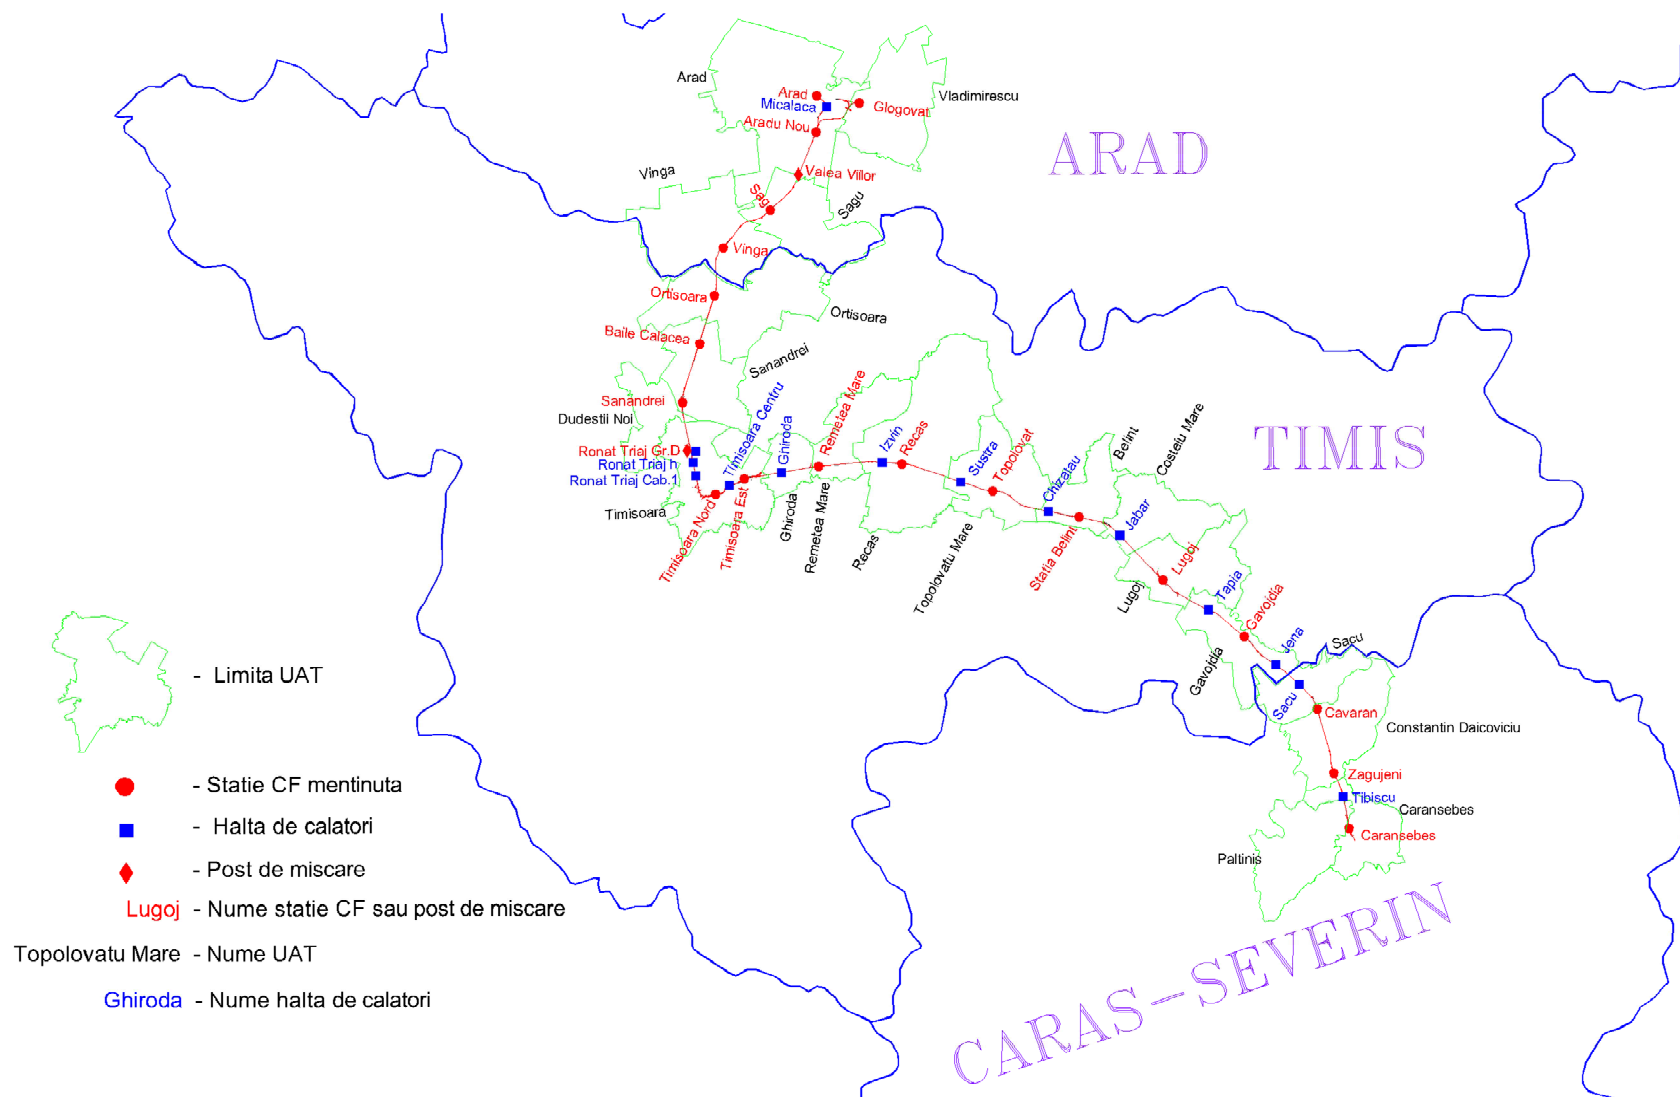 Arad
Arad
Micalaca
Glogovat
Vladimirescu
Aradu Nou
ARAD
Vinga
Valea Viilor
Sag
Sagu
Vinga
Ortisoara
Ortisoara
Baile Calacea
Sanandrei
Sanandrei
Dudestii Noi
Timisoara Centru
Ghiroda
Remetea Mare
Izvin
Recas
Sustra
Topolovat
Chizatau
Belint
Costeiu Mare
TIMIS
Ronat Triaj Gr.D
Ronat Triaj h
Ronat Triaj Cab.1
Timisoara
Timisoara Nord
Timisoara Est
Ghiroda
Remetea Mare
Recas
Topolovatu Mare
Statia Belint
Jabar
Lugoj
Lugoj
Tapia
Gavojdia
Gavojdia
Jena
Sacu
Sacu
Cavaran
Constantin Daicoviciu
Zagujeni
Tibiscu
Caransebes
Caransebes
Paltinis
CARAS-SEVERIN
- Limita UAT
- Statie CF mentinuta
- Halta de calatori
- Post de miscare
Lugoj - Nume statie CF sau post de miscare
Topolovatu Mare - Nume UAT
Ghiroda - Nume halta de calatori